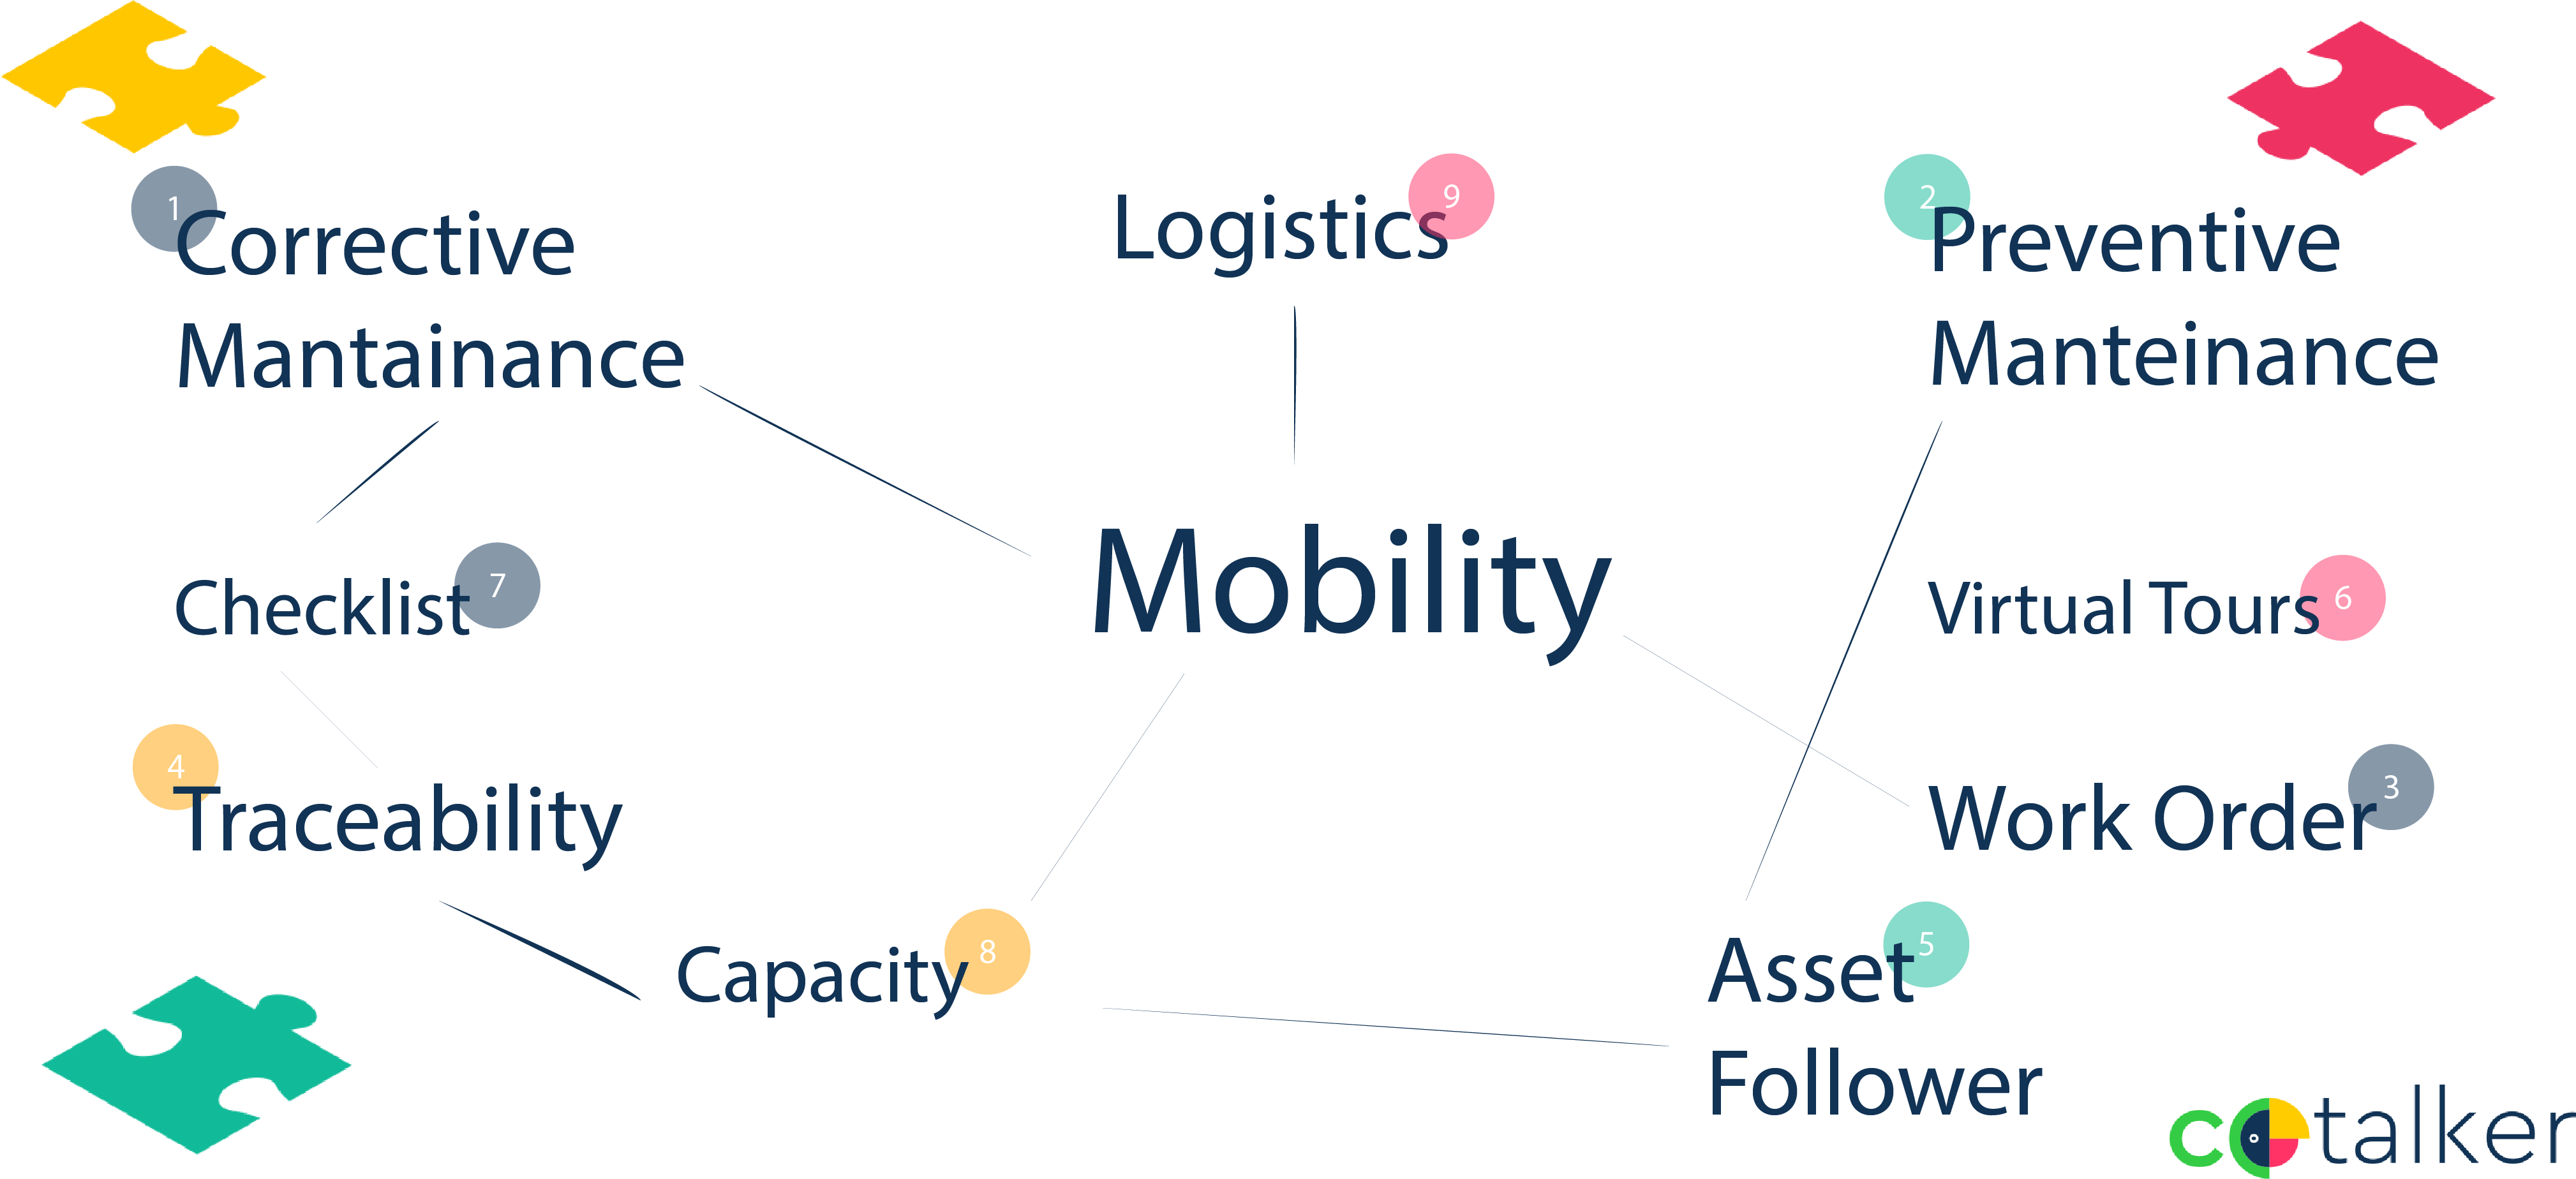 1
Corrective
Mantainance
Logistics
9
2
Preventive
Manteinance
Checklist
7
Mobility
Virtual Tours
6
4
Traceability
Work Order
3
Capacity
8
Asset
5
Follower
cotalker